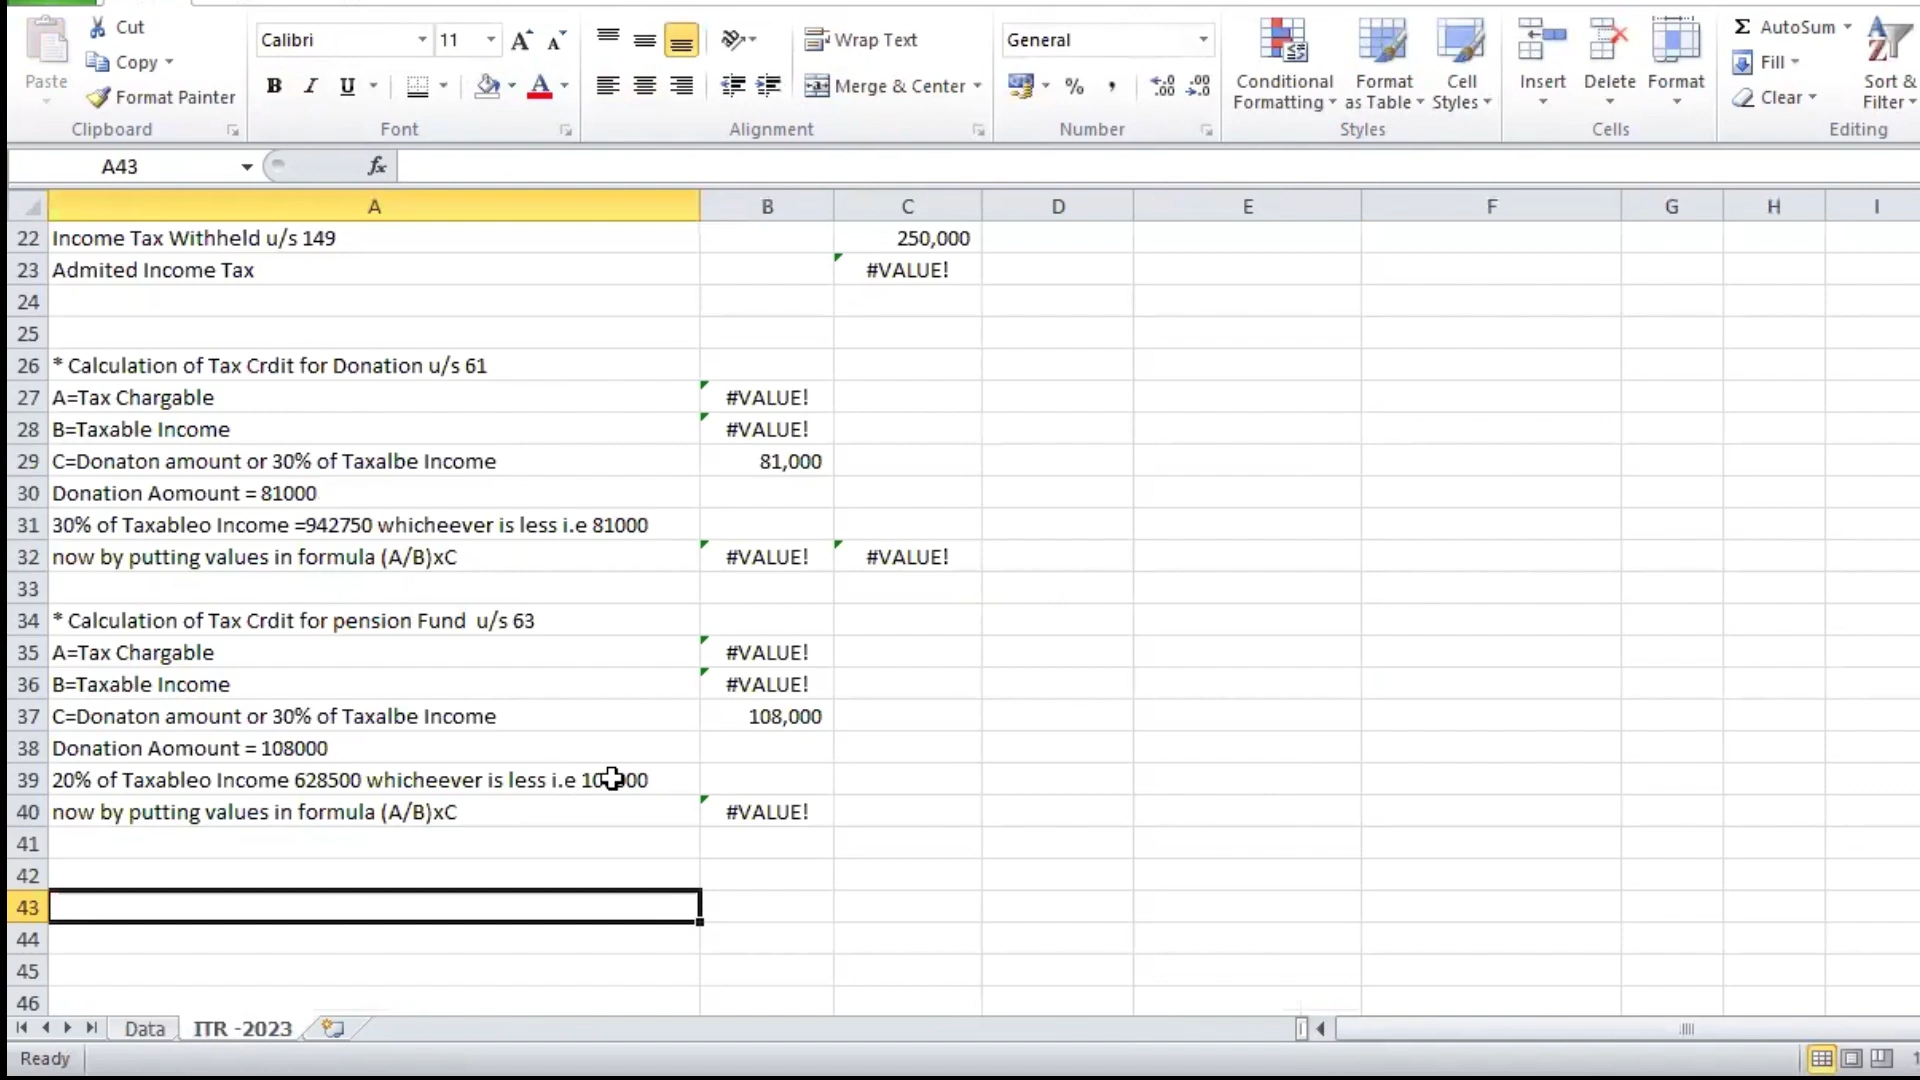 Cut
Calibri
11
Wrap Text
General
AutoSum
Paste
Copy
Fill
B I U
Merge & Center
%
Conditional Formatting
Format as Table
Cell Styles
Insert
Delete
Format
Sort & Filter
Format Painter
Clear
Clipboard
Font
Alignment
Number
Styles
Cells
Editing
A43
fx
A B C D E F G H I
22 Income Tax Withheld u/s 149 250,000
23 Admited Income Tax #VALUE!
24
25
26 * Calculation of Tax Crdit for Donation u/s 61
27 A=Tax Chargable #VALUE!
28 B=Taxable Income #VALUE!
29 C=Donaton amount or 30% of Taxalbe Income 81,000
30 Donation Aomount = 81000
31 30% of Taxableo Income =942750 whicheever is less i.e 81000
32 now by putting values in formula (A/B)xC #VALUE! #VALUE!
33
34 * Calculation of Tax Crdit for pension Fund u/s 63
35 A=Tax Chargable #VALUE!
36 B=Taxable Income #VALUE!
37 C=Donaton amount or 30% of Taxalbe Income 108,000
38 Donation Aomount = 108000
39 20% of Taxableo Income 628500 whicheever is less i.e
40 now by putting values in formula (A/B)xC #VALUE!
41
42
43
44
45
46
Data
ITR -2023
Ready